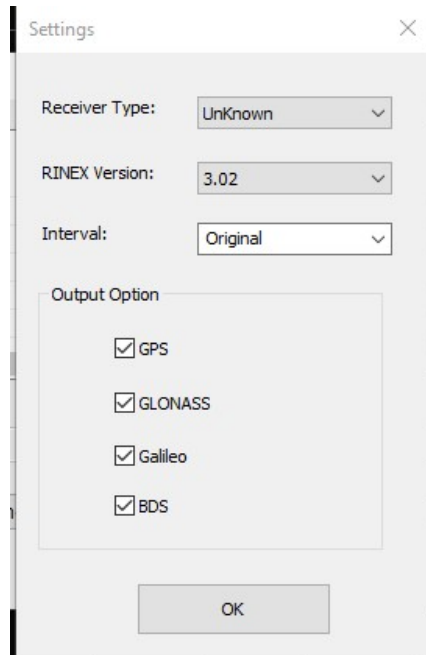 Settings
Receiver Type: UnKnown
RINEX Version: 3.02
Interval: Original
Output Option
GPS
GLONASS
Galileo
BDS
OK